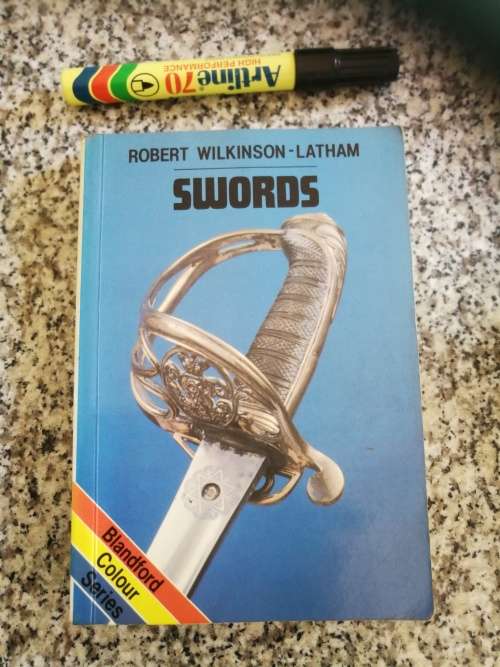 Artline® 70
HIGH PERFORMANCE
ROBERT WILKINSON-LATHAM
SWORDS
Blandford
Colour
Series